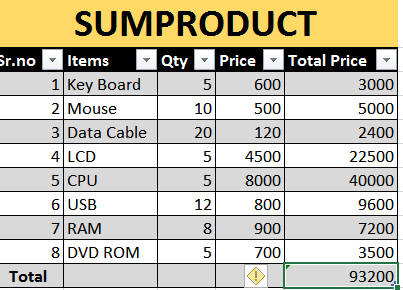 SUMPRODUCT
Sr.no Items Qty Price Total Price
1 Key Board 5 600 3000
2 Mouse 10 500 5000
3 Data Cable 20 120 2400
4 LCD 5 4500 22500
5 CPU 5 8000 40000
6 USB 12 800 9600
7 RAM 8 900 7200
8 DVD ROM 5 700 3500
Total 93200